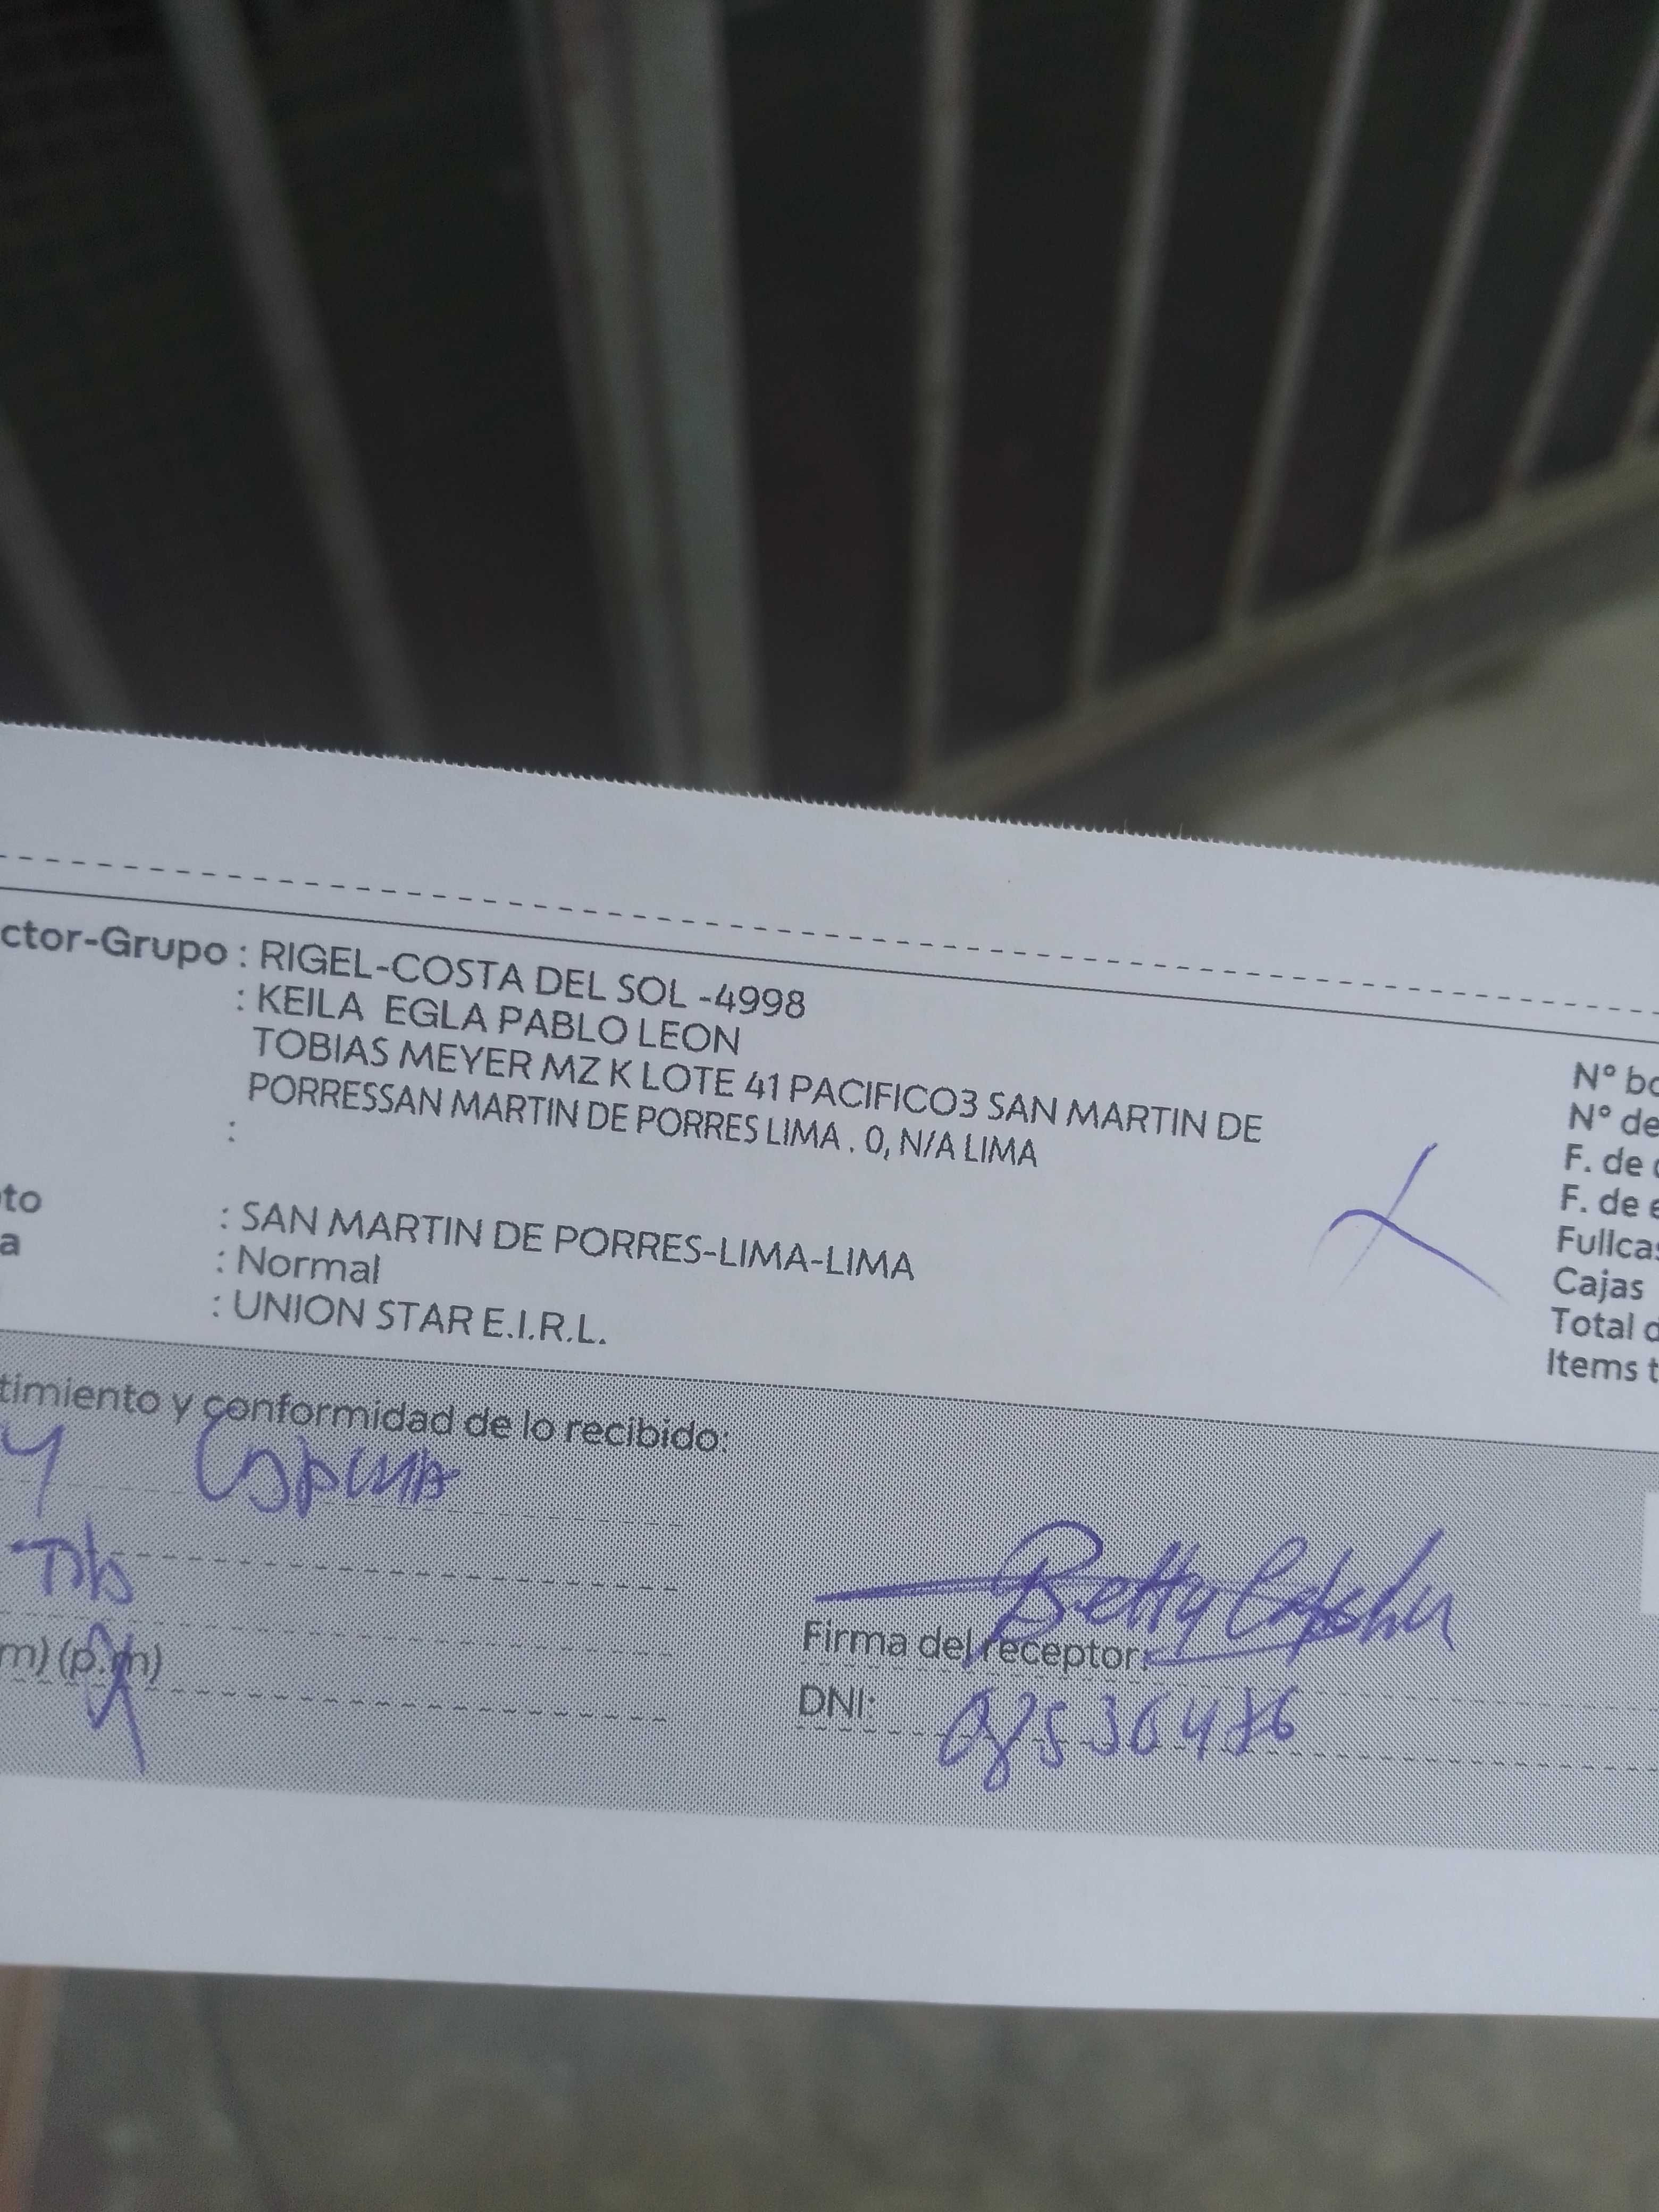 ctor-Grupo : RIGEL-COSTA DEL SOL -4998
: KEILA EGLA PABLO LEON
TOBIAS MEYER MZ K LOTE 41 PACIFICO3 SAN MARTIN DE
PORRESSAN MARTIN DE PORRES LIMA . 0, N/A LIMA
:
to : SAN MARTIN DE PORRES-LIMA-LIMA
a : Normal
: UNION STAR E.I.R.L.
N° bo
N° de
F. de
F. de e
Fullcas
Cajas
Total d
Items t
timiento y conformidad de lo recibido:
y
m) (p.m)
Betty
Firma del receptor:
DNI: